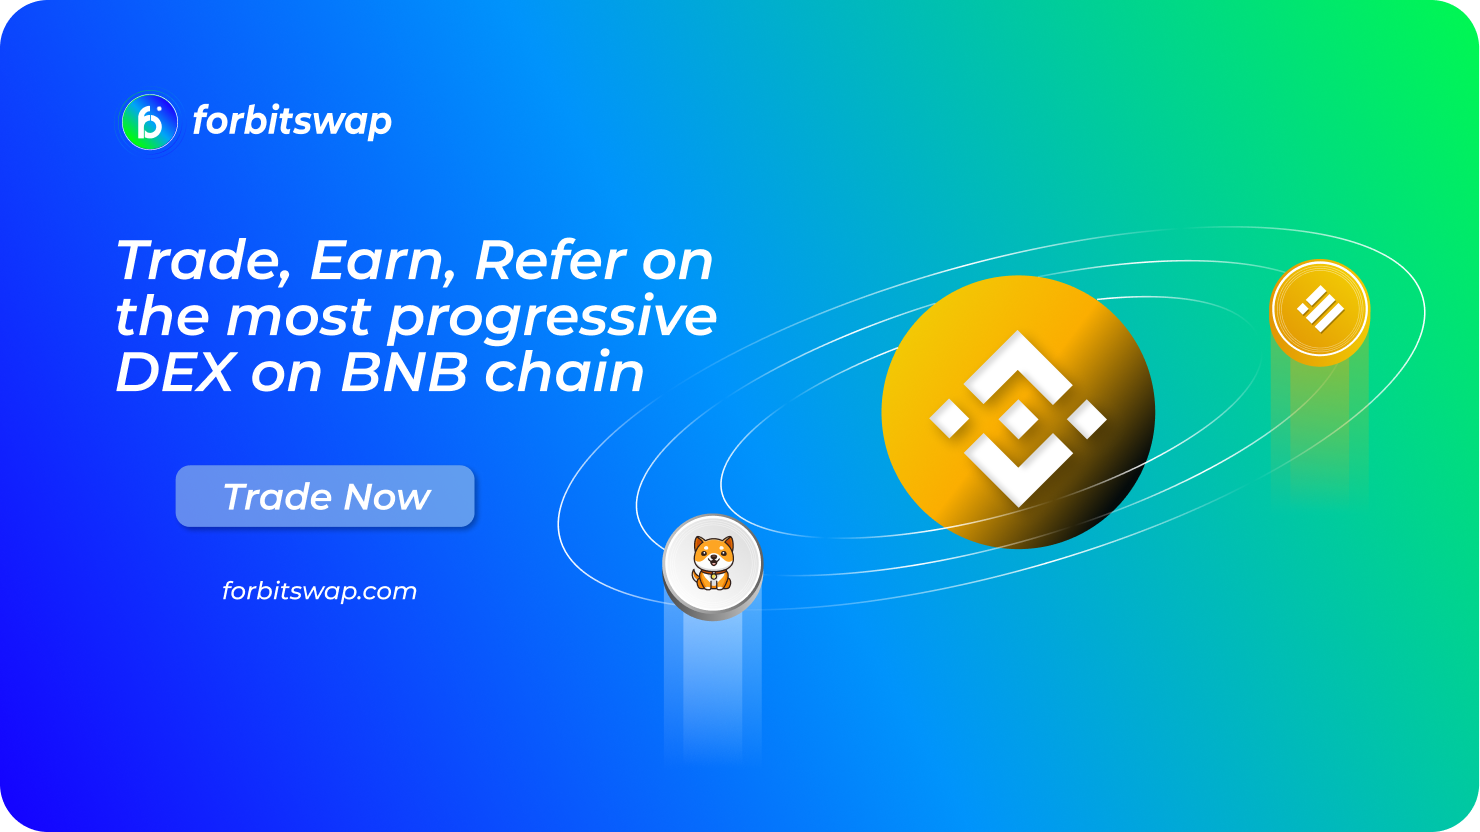 forbitswap
Trade, Earn, Refer on
the most progressive
DEX on BNB chain
Trade Now
forbitswap.com